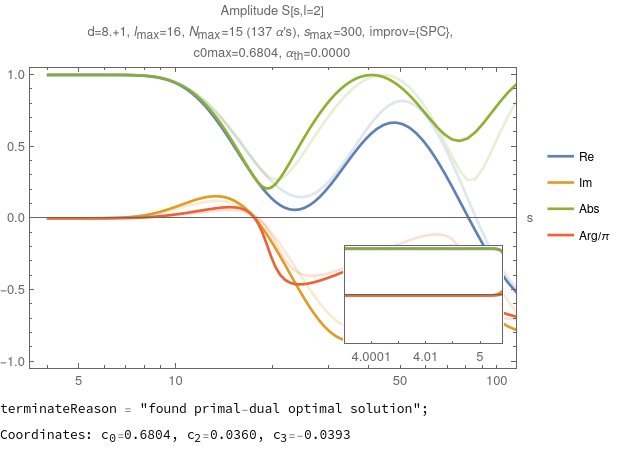 Amplitude S[s,l=2]
d=8.+1, lmax=16, Nmax=15 (137 α's), smax=300, improv={SPC},
c0max=0.6804, αth=0.0000
1.0
0.5
0.0
-0.5
-1.0
5
10
50
100
s
4.0001
4.01
5
Re
Im
Abs
Arg/π
terminateReason = "found primal-dual optimal solution";
Coordinates: c0=0.6804, c2=0.0360, c3=-0.0393